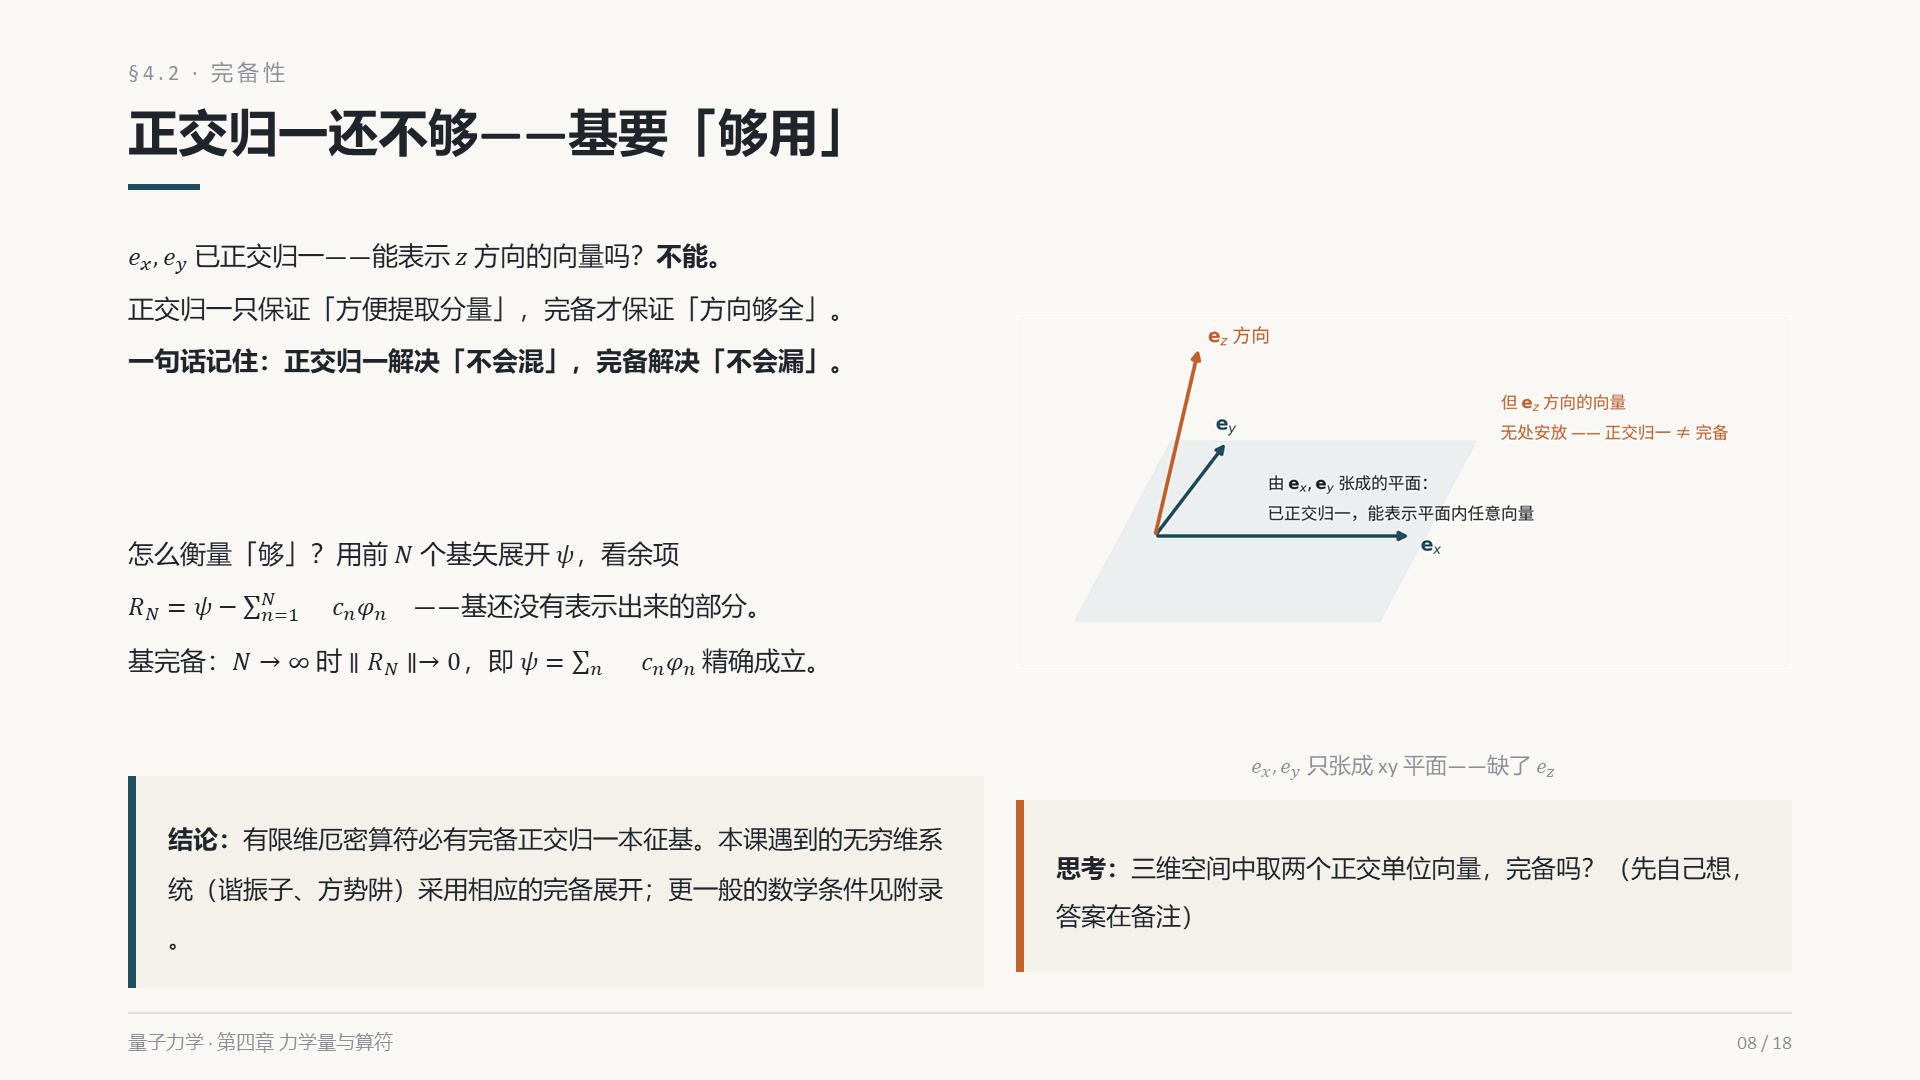 §4.2 · 完备性
正交归一还不够——基要「够用」
e_x, e_y 已正交归一——能表示 z 方向的向量吗？不能。
正交归一只保证「方便提取分量」，完备才保证「方向够全」。
一句话记住：正交归一解决「不会混」，完备解决「不会漏」。
怎么衡量「够」？用前 N 个基矢展开 ψ，看余项
R_N = ψ − ∑_{n=1}^{N} c_nφ_n ——基还没有表示出来的部分。
基完备：N → ∞ 时 ∥ R_N ∥→ 0，即 ψ = ∑_n c_nφ_n 精确成立。
结论：有限维厄密算符必有完备正交归一本征基。本课遇到的无穷维系
统（谐振子、方势阱）采用相应的完备展开；更一般的数学条件见附录
。
e_z 方向
e_y
但 e_z 方向的向量
无处安放 —— 正交归一 ≠ 完备
由 e_x, e_y 张成的平面：
已正交归一，能表示平面内任意向量
e_x
e_x, e_y 只张成 xy 平面——缺了 e_z
思考：三维空间中取两个正交单位向量，完备吗？（先自己想，
答案在备注）
量子力学 · 第四章 力学量与算符
08 / 18